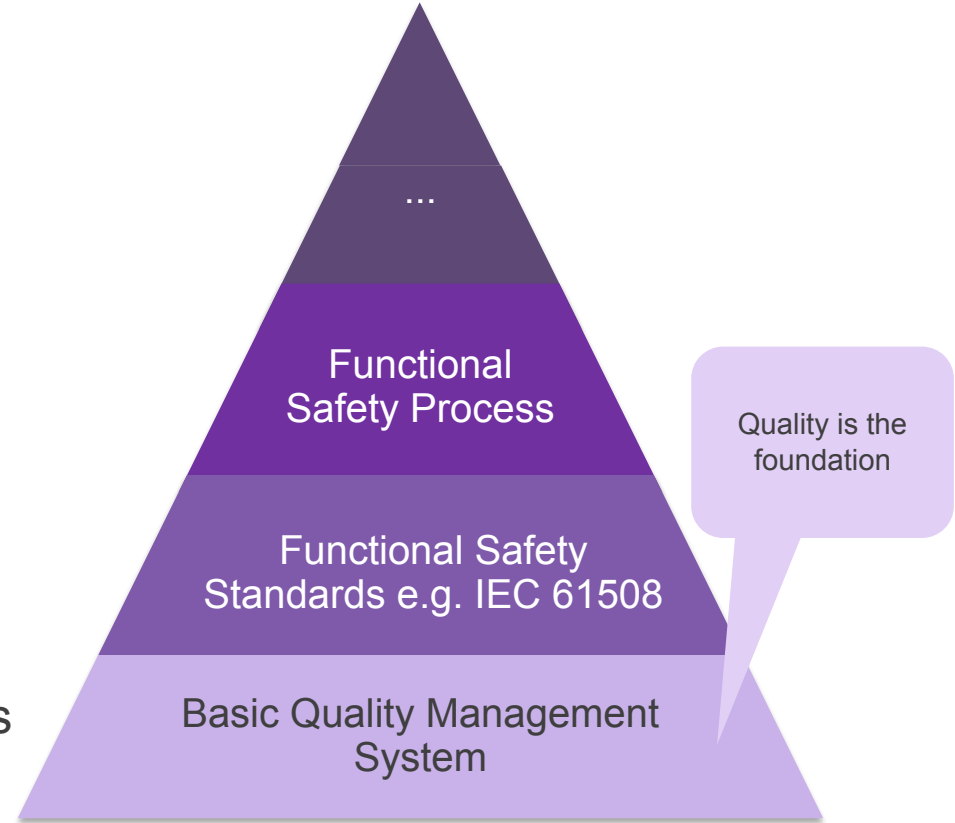 ...
Functional
Safety Process
Quality is the
foundation
Functional Safety
Standards e.g. IEC 61508
s
Basic Quality Management
System